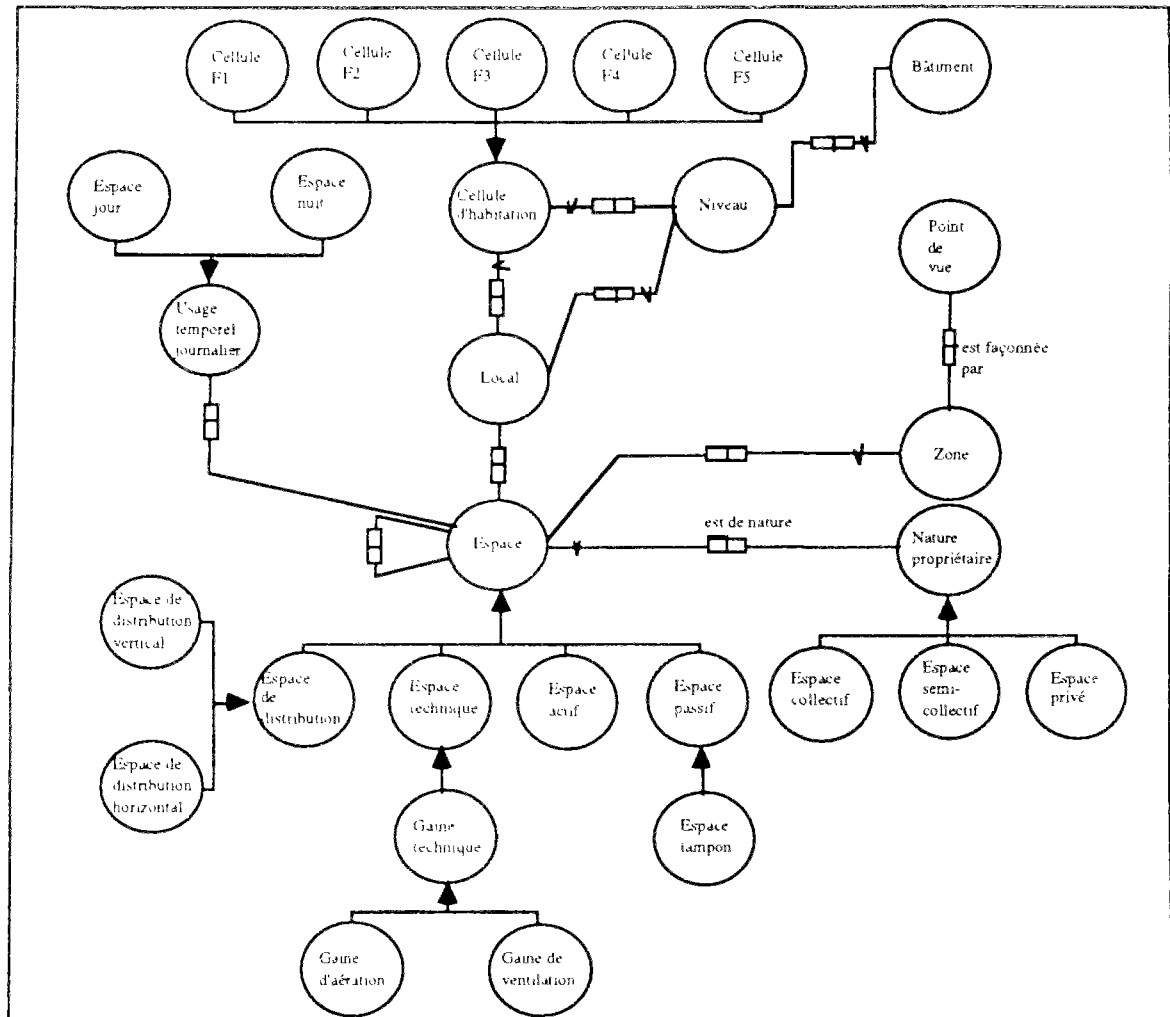 Cellule
F1
Cellule
F2
Cellule
F3
Cellule
F4
Cellule
F5
Bâtiment
Espace
jour
Espace
nuit
Cellule
d'habitation
Niveau
Point
de
vue
Usage
temporel
journalier
Local
est façonnée
par
Zone
Espace
est de nature
Nature
propriétaire
Espace de
distribution
vertical
Espace
de
distribution
Espace
technique
Espace
actif
Espace
passif
Espace
collectif
Espace
semi-
collectif
Espace
privé
Espace de
distribution
horizontal
Gaine
technique
Espace
tampon
Gaine
d'aération
Gaine de
ventilation